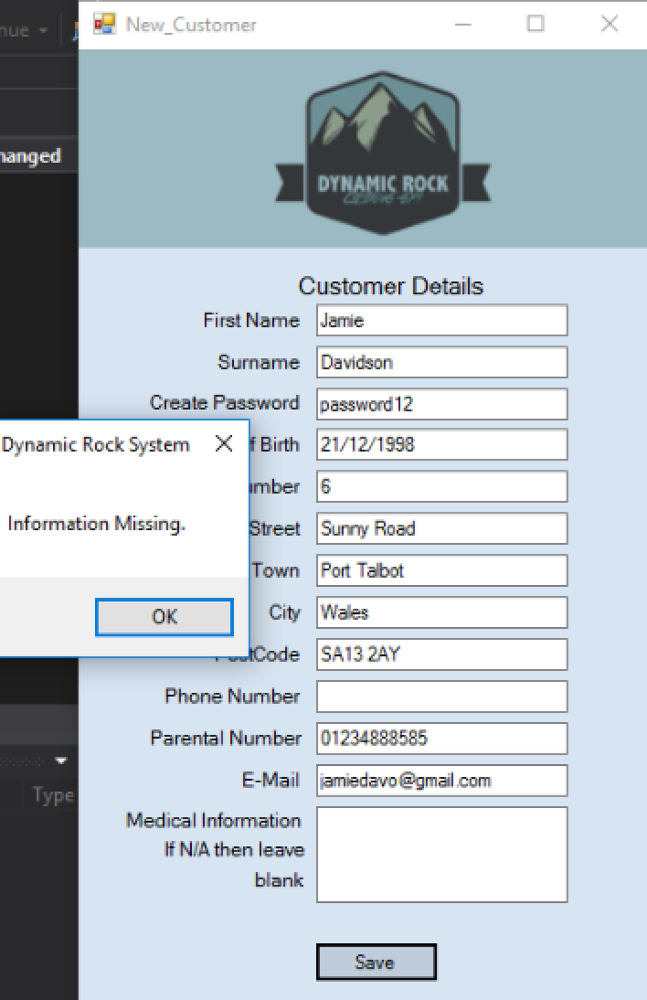 New_Customer
DYNAMIC ROCK
Customer Details
First Name Jamie
Surname Davidson
Create Password password12
Dynamic Rock System
f Birth 21/12/1998
umber 6
Information Missing.
Street Sunny Road
Town Port Talbot
City Wales
OK
stCode SA13 2AY
Phone Number
Parental Number 01234888585
E-Mail jamiedavo@gmail.com
Type
Medical Information
If N/A then leave
blank
Save
nue
hanged